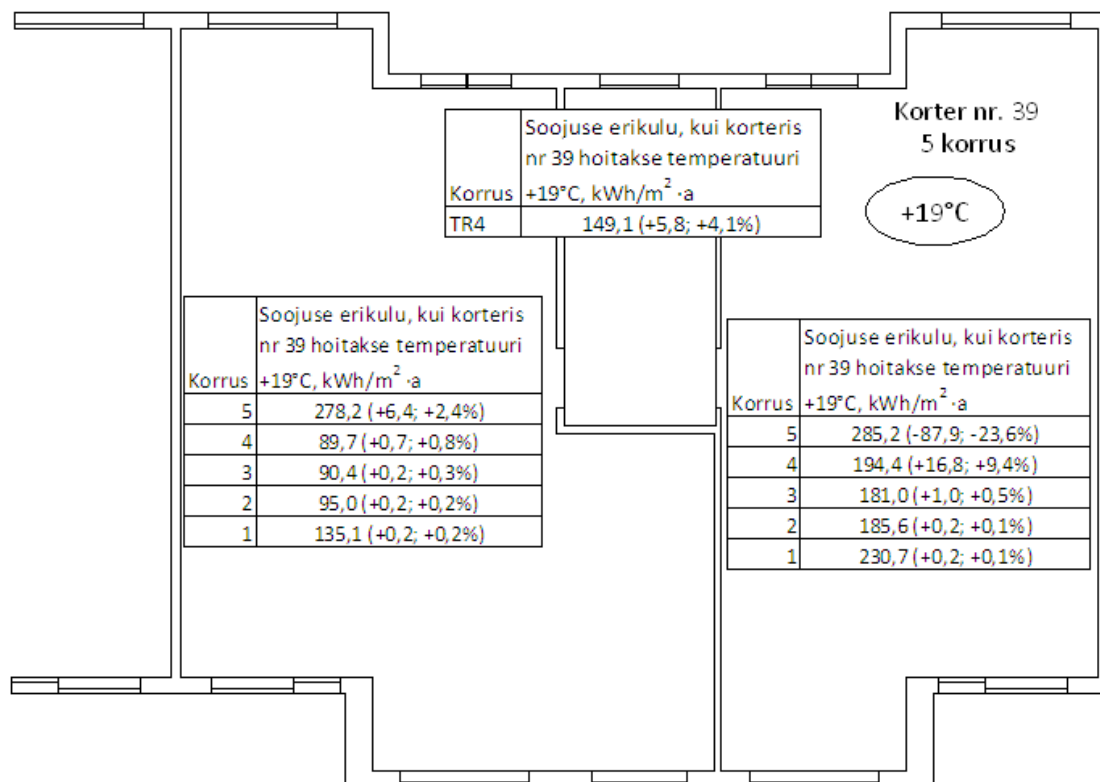 Korter nr. 39
5 korrus
+19°C
Soojuse erikulu, kui korteris
nr 39 hoitakse temperatuuri
Korrus +19°C, kWh/m² ·a
TR4 149,1 (+5,8; +4,1%)
Soojuse erikulu, kui korteris
nr 39 hoitakse temperatuuri
Korrus +19°C, kWh/m² ·a
5 278,2 (+6,4; +2,4%)
4 89,7 (+0,7; +0,8%)
3 90,4 (+0,2; +0,3%)
2 95,0 (+0,2; +0,2%)
1 135,1 (+0,2; +0,2%)
Soojuse erikulu, kui korteris
nr 39 hoitakse temperatuuri
Korrus +19°C, kWh/m² ·a
5 285,2 (-87,9; -23,6%)
4 194,4 (+16,8; +9,4%)
3 181,0 (+1,0; +0,5%)
2 185,6 (+0,2; +0,1%)
1 230,7 (+0,2; +0,1%)